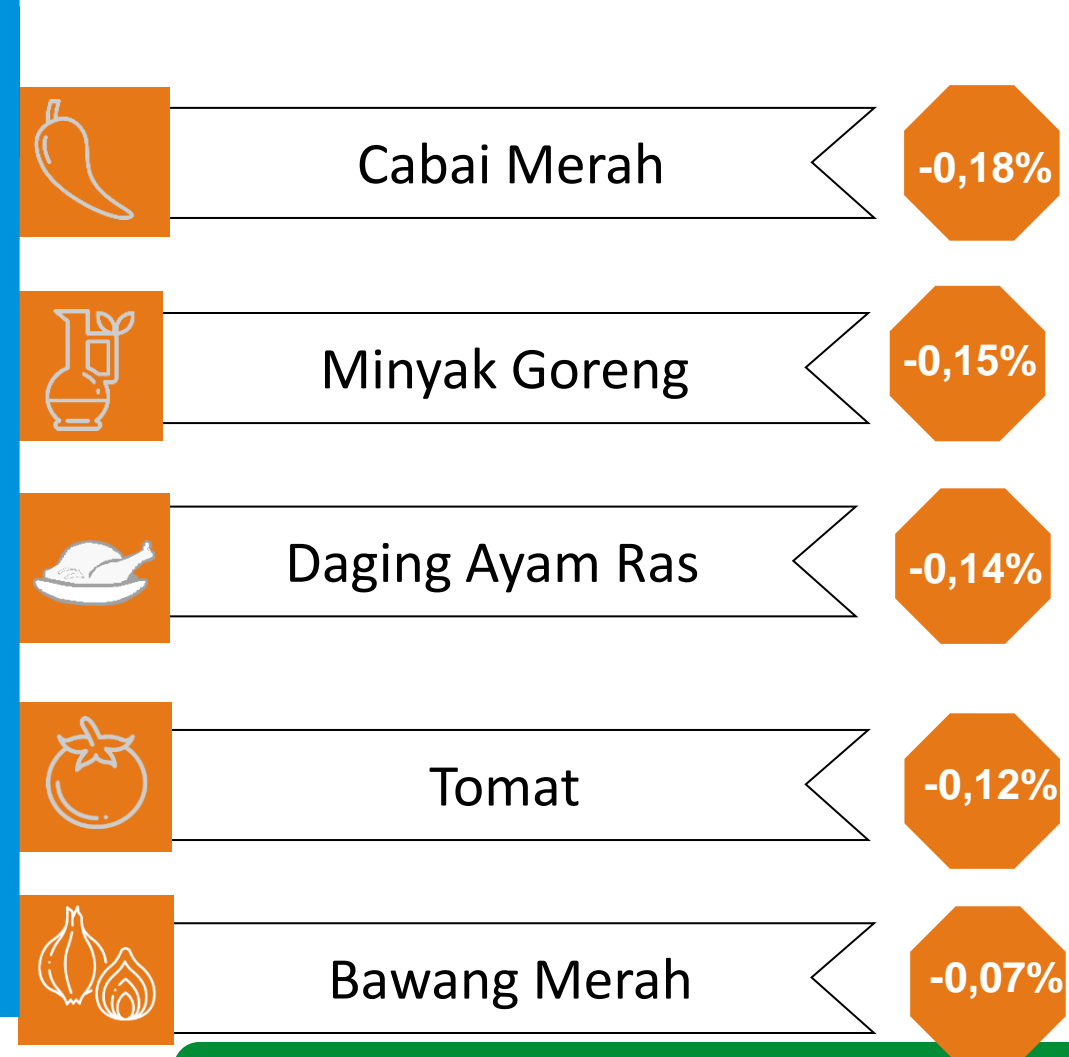 Cabai Merah
-0,18%
Minyak Goreng
-0,15%
Daging Ayam Ras
-0,14%
Tomat
-0,12%
Bawang Merah
-0,07%